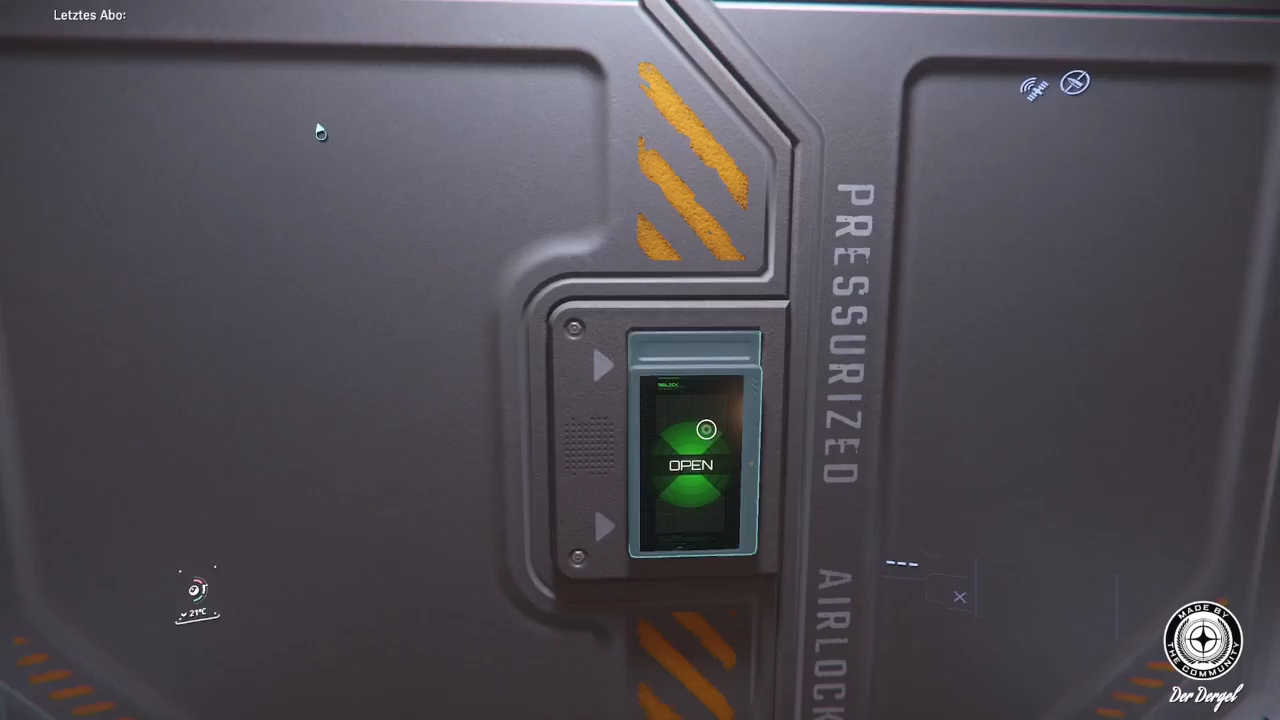 Letztes Abo:
PRESSURIZED
AIRLOCK
OPEN
21°C
MADE BY
THE COMMUNITY
Der Dergel